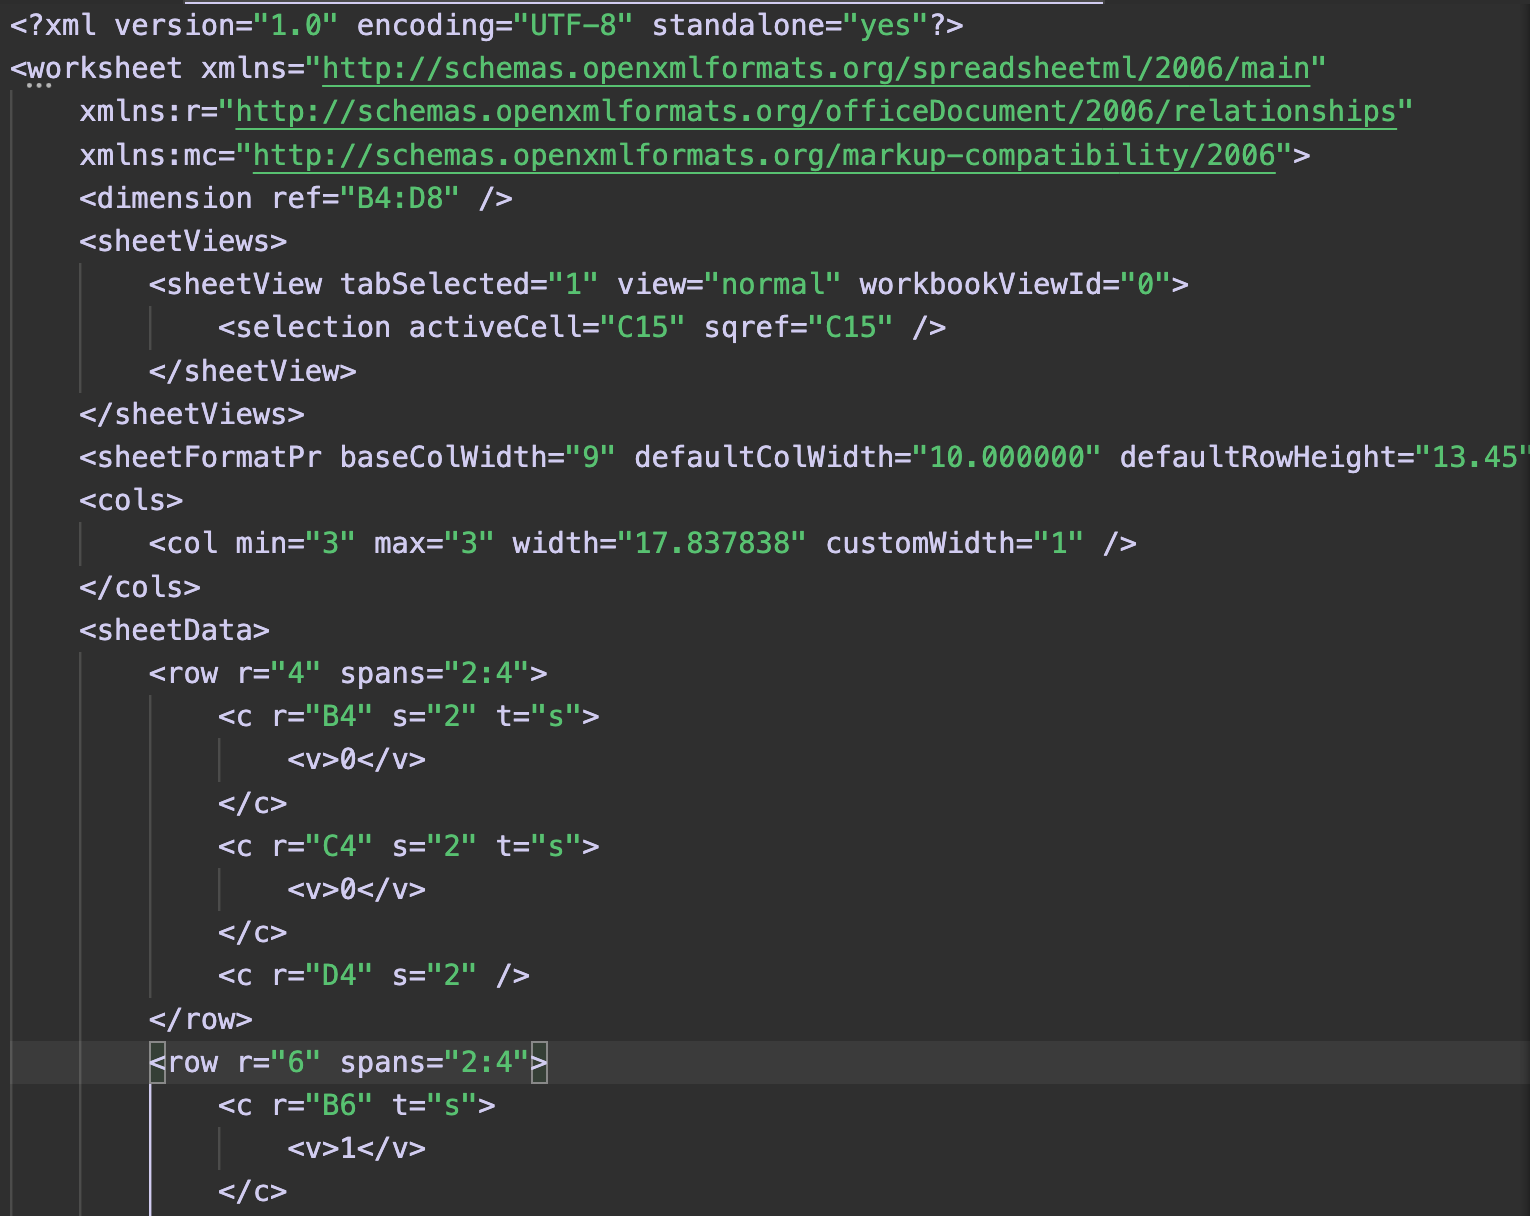 <?xml version="1.0" encoding="UTF-8" standalone="yes"?>
<worksheet xmlns="http://schemas.openxmlformats.org/spreadsheetml/2006/main"
xmlns:r="http://schemas.openxmlformats.org/officeDocument/2006/relationships"
xmlns:mc="http://schemas.openxmlformats.org/markup-compatibility/2006">
<dimension ref="B4:D8" />
<sheetViews>
<sheetView tabSelected="1" view="normal" workbookViewId="0">
<selection activeCell="C15" sqref="C15" />
</sheetView>
</sheetViews>
<sheetFormatPr baseColWidth="9" defaultColWidth="10.000000" defaultRowHeight="13.45"
<cols>
<col min="3" max="3" width="17.837838" customWidth="1" />
</cols>
<sheetData>
<row r="4" spans="2:4">
<c r="B4" s="2" t="s">
<v>0</v>
</c>
<c r="C4" s="2" t="s">
<v>0</v>
</c>
<c r="D4" s="2" />
</row>
<row r="6" spans="2:4">
<c r="B6" t="s">
<v>1</v>
</c>